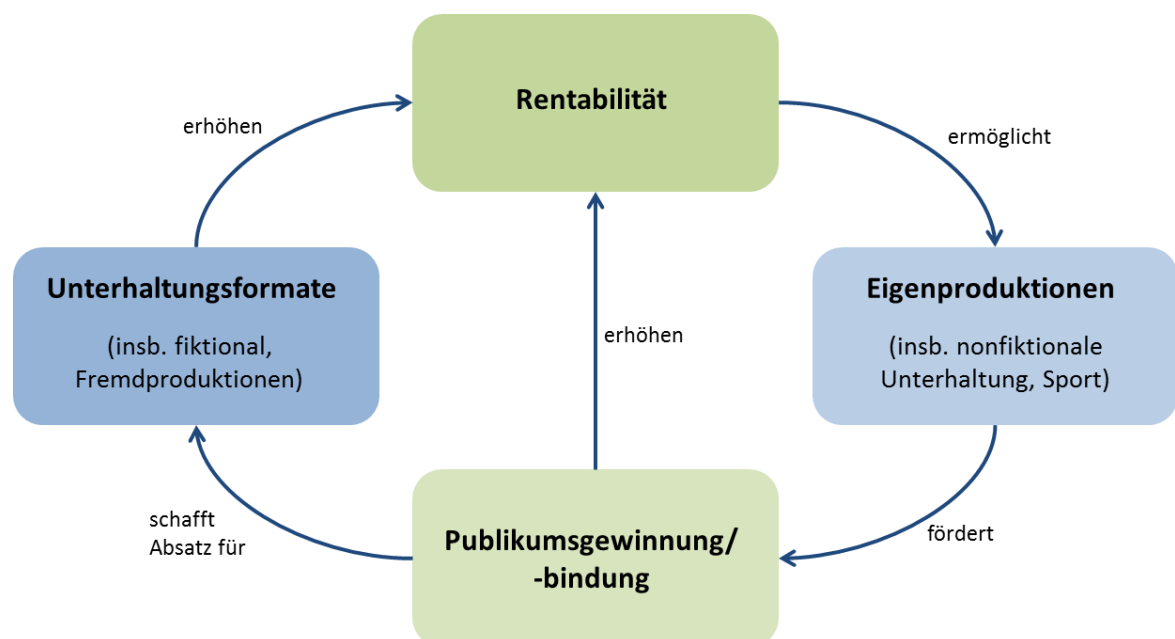 Rentabilität
erhöhen
ermöglicht
Unterhaltungsformate
(insb. fiktional,
Fremdproduktionen)
erhöhen
Eigenproduktionen
(insb. nonfiktionale
Unterhaltung, Sport)
schafft
Absatz für
Publikumsgewinnung/
-bindung
fördert